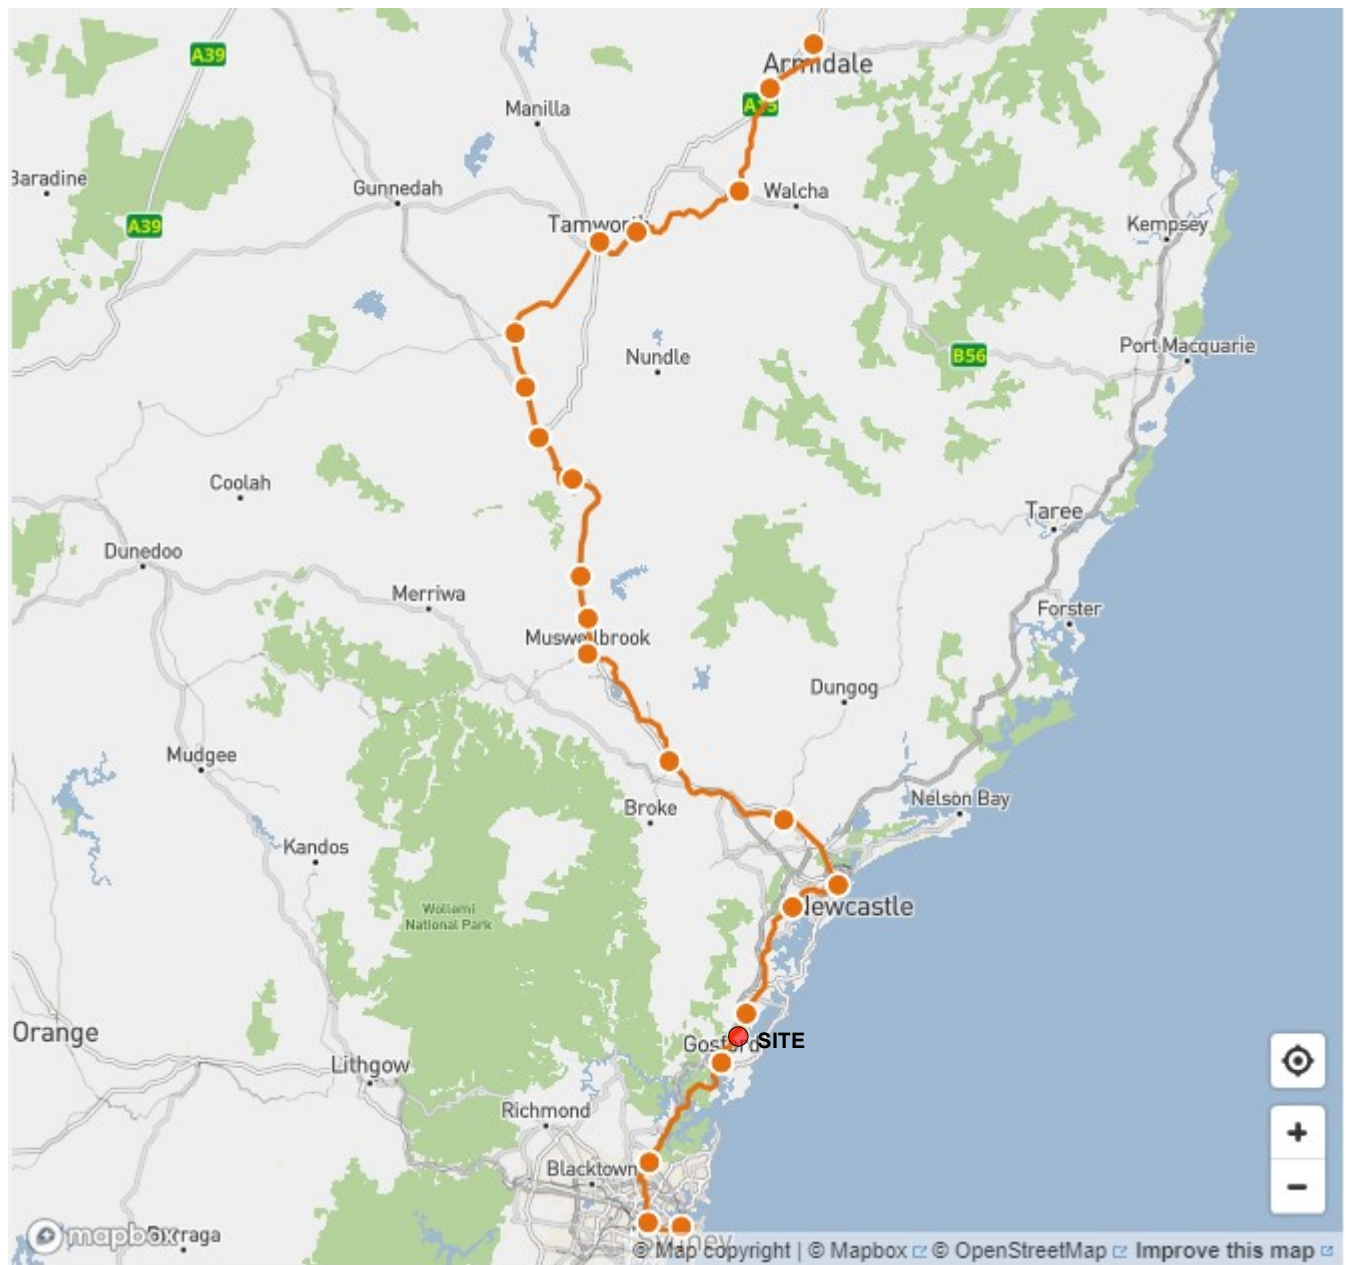 A39
Armidale
Manilla
A15
Baradine
Gunnedah
Walcha
A39
Tamworth
Kempsey
Nundle
B56
Port Macquarie
Coolah
Taree
Dunedoo
Merriwa
Forster
Muswellbrook
Dungog
Mudgee
Nelson Bay
Broke
Kandos
Newcastle
Wollemi
National Park
Orange
SITE
Gosford
Lithgow
Richmond
Blacktown
mapbox
Sydney
© Map copyright | © Mapbox © OpenStreetMap Improve this map
+
−